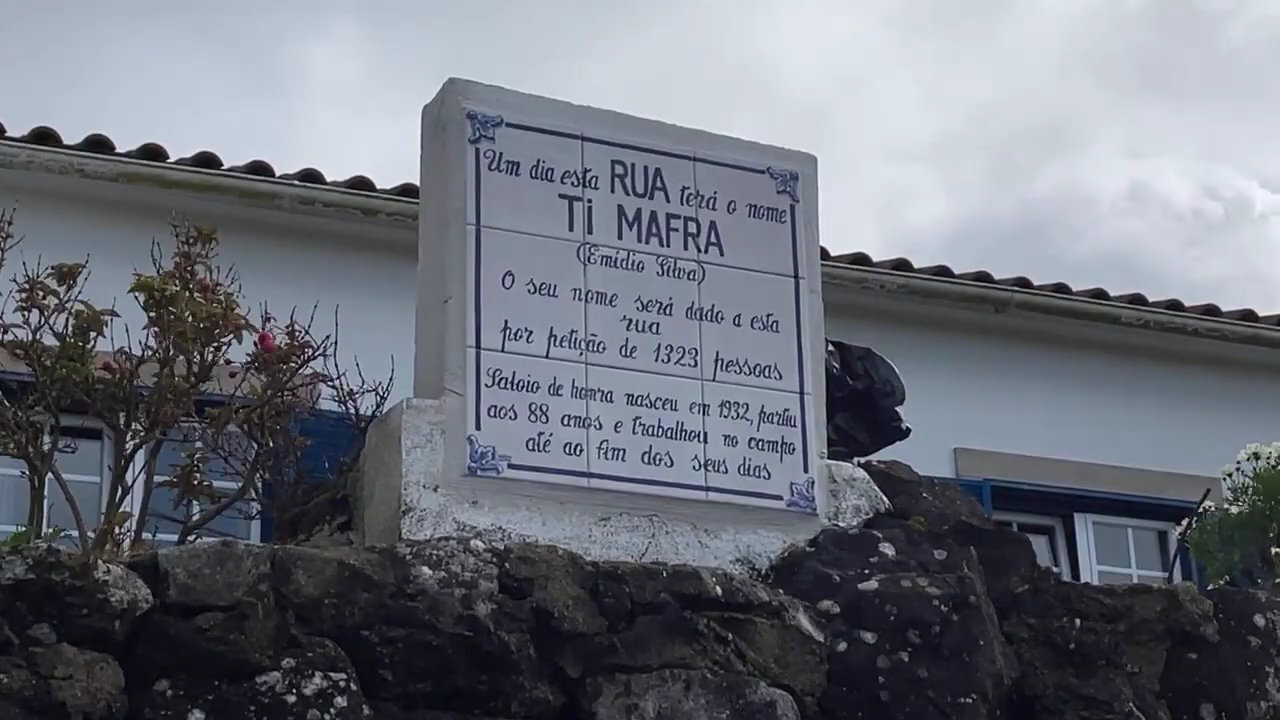 Um dia esta RUA terá o nome
Ti MAFRA
(Emídio Silva)
O seu nome será dado a esta
rua
por petição de 1323 pessoas
Saloio de honra nasceu em 1932, partiu
aos 88 anos e trabalhou no campo
até ao fim dos seus dias